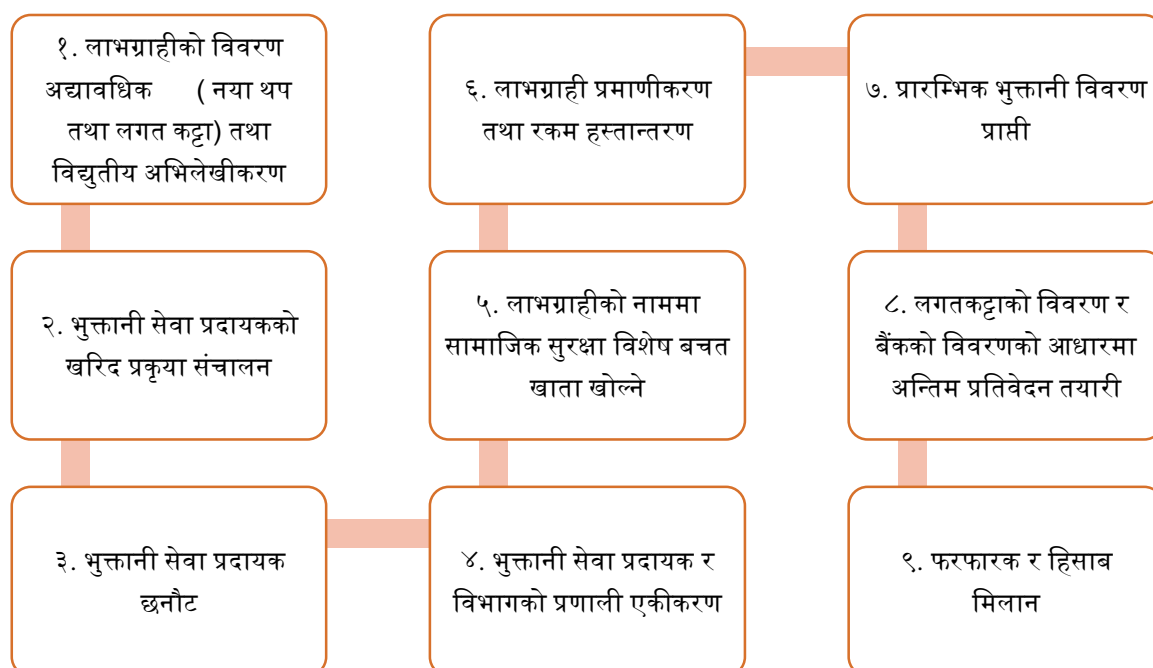 १. लाभग्राहीको विवरण
अद्यावधिक ( नया थप
तथा लगत कट्टा) तथा
विद्युतीय अभिलेखीकरण
२. भुक्तानी सेवा प्रदायकको
खरिद प्रकृया संचालन
३. भुक्तानी सेवा प्रदायक
छनौट
४. भुक्तानी सेवा प्रदायक र
विभागको प्रणाली एकीकरण
५. लाभग्राहीको नाममा
सामाजिक सुरक्षा विशेष बचत
खाता खोल्ने
६. लाभग्राही प्रमाणीकरण
तथा रकम हस्तान्तरण
७. प्रारम्भिक भुक्तानी विवरण
प्राप्ती
८. लगतकट्टाको विवरण र
बैंकको विवरणको आधारमा
अन्तिम प्रतिवेदन तयारी
९. फरफारक र हिसाब
मिलान